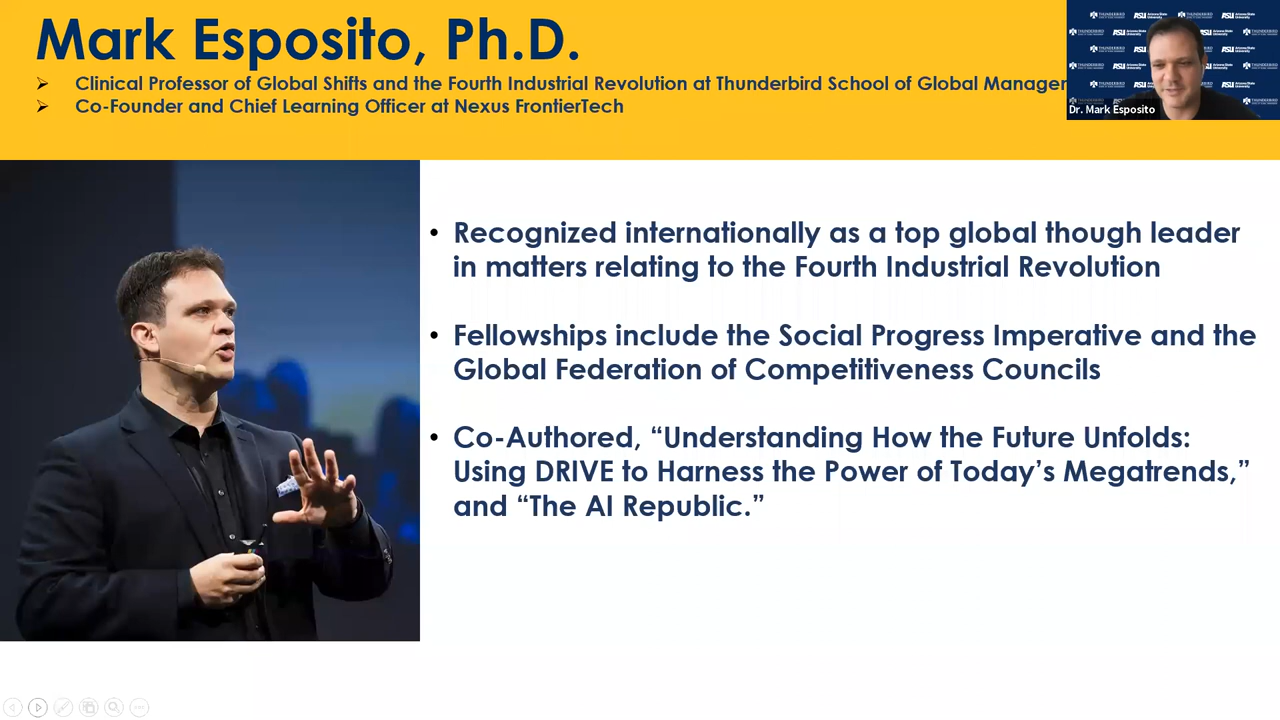 Mark Esposito, Ph.D.
Clinical Professor of Global Shifts and the Fourth Industrial Revolution at Thunderbird School of Global Manager
Co-Founder and Chief Learning Officer at Nexus FrontierTech
Dr. Mark Esposito
• Recognized internationally as a top global though leader
in matters relating to the Fourth Industrial Revolution
• Fellowships include the Social Progress Imperative and the
Global Federation of Competitiveness Councils
• Co-Authored, “Understanding How the Future Unfolds:
Using DRIVE to Harness the Power of Today’s Megatrends,”
and “The AI Republic.”